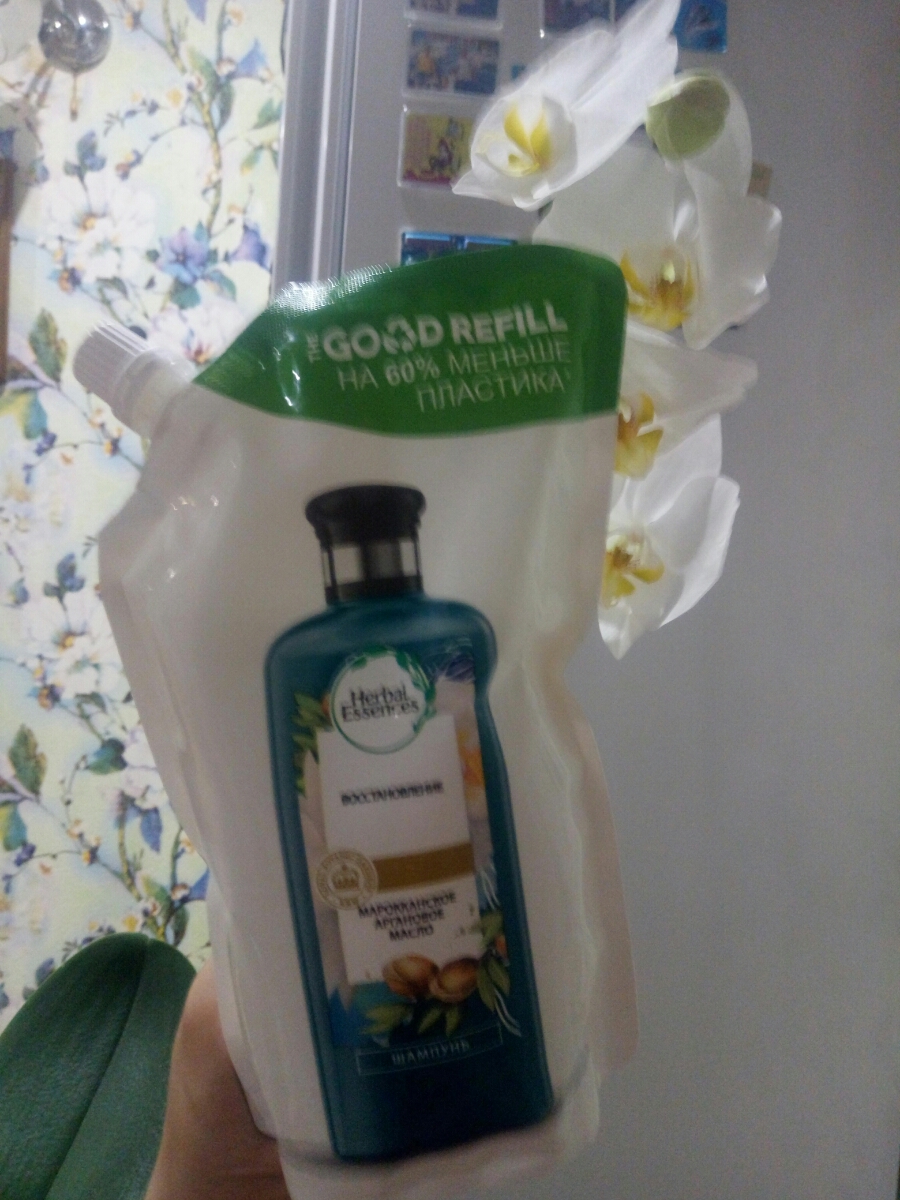 THE GOOD REFILL
НА 60% МЕНЬШЕ
ПЛАСТИКА
Herbal
Essences
ВОССТАНОВЛЕНИЕ
МАРОККАНСКОЕ
АРГАНОВОЕ
МАСЛО
ШАМПУНЬ